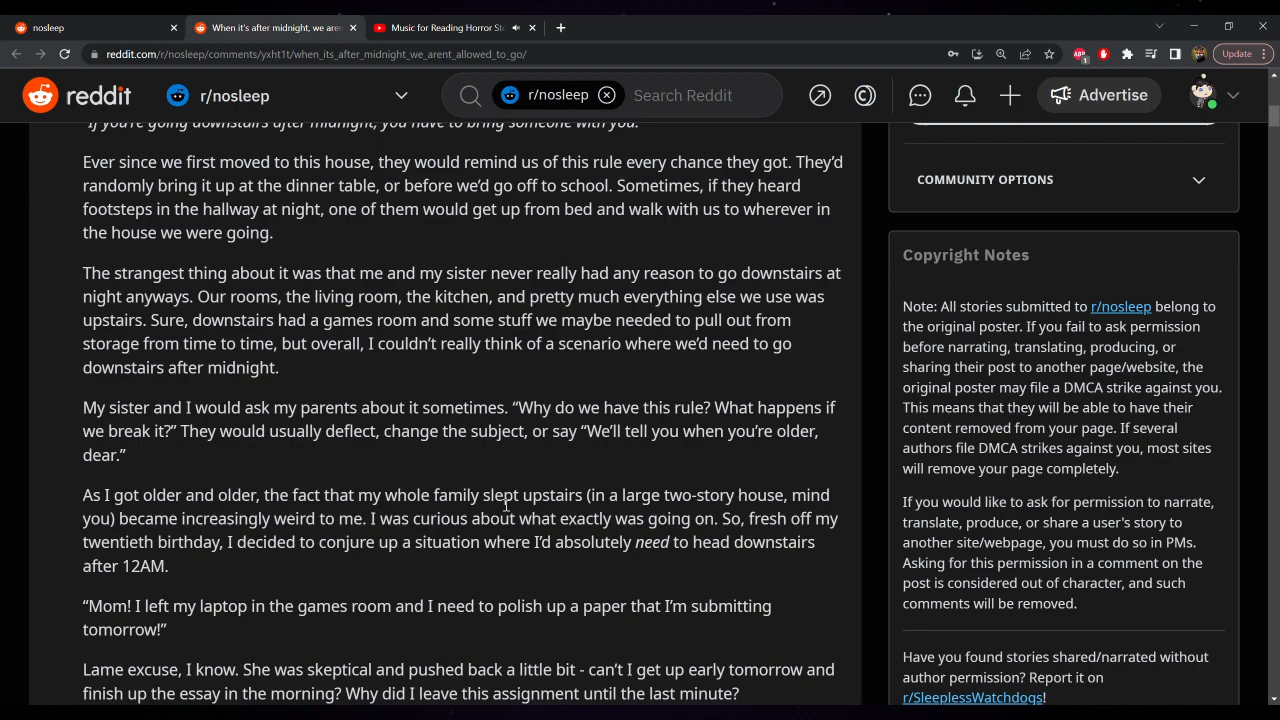 nosleep
When it's after midnight, we aren
Music for Reading Horror Sto
reddit.com/r/nosleep/comments/yxht1t/when_its_after_midnight_we_arent_allowed_to_go/
ABP
1
Update
reddit
r/nosleep
r/nosleep
Search Reddit
Advertise
"If you're going downstairs after midnight, you have to bring someone with you."
Ever since we first moved to this house, they would remind us of this rule every chance they got. They’d
randomly bring it up at the dinner table, or before we’d go off to school. Sometimes, if they heard
footsteps in the hallway at night, one of them would get up from bed and walk with us to wherever in
the house we were going.
The strangest thing about it was that me and my sister never really had any reason to go downstairs at
night anyways. Our rooms, the living room, the kitchen, and pretty much everything else we use was
upstairs. Sure, downstairs had a games room and some stuff we maybe needed to pull out from
storage from time to time, but overall, I couldn’t really think of a scenario where we’d need to go
downstairs after midnight.
My sister and I would ask my parents about it sometimes. “Why do we have this rule? What happens if
we break it?” They would usually deflect, change the subject, or say “We’ll tell you when you’re older,
dear.”
As I got older and older, the fact that my whole family slept upstairs (in a large two-story house, mind
you) became increasingly weird to me. I was curious about what exactly was going on. So, fresh off my
twentieth birthday, I decided to conjure up a situation where I’d absolutely need to head downstairs
after 12AM.
“Mom! I left my laptop in the games room and I need to polish up a paper that I’m submitting
tomorrow!”
Lame excuse, I know. She was skeptical and pushed back a little bit - can’t I get up early tomorrow and
finish up the essay in the morning? Why did I leave this assignment until the last minute?
COMMUNITY OPTIONS
Copyright Notes
Note: All stories submitted to r/nosleep belong to
the original poster. If you fail to ask permission
before narrating, translating, producing, or
sharing their post to another page/website, the
original poster may file a DMCA strike against you.
This means that they will be able to have their
content removed from your page. If several
authors file DMCA strikes against you, most sites
will remove your page completely.
If you would like to ask for permission to narrate,
translate, produce, or share a user's story to
another site/webpage, you must do so in PMs.
Asking for this permission in a comment on the
post is considered out of character, and such
comments will be removed.
Have you found stories shared/narrated without
author permission? Report it on
r/SleeplessWatchdogs!